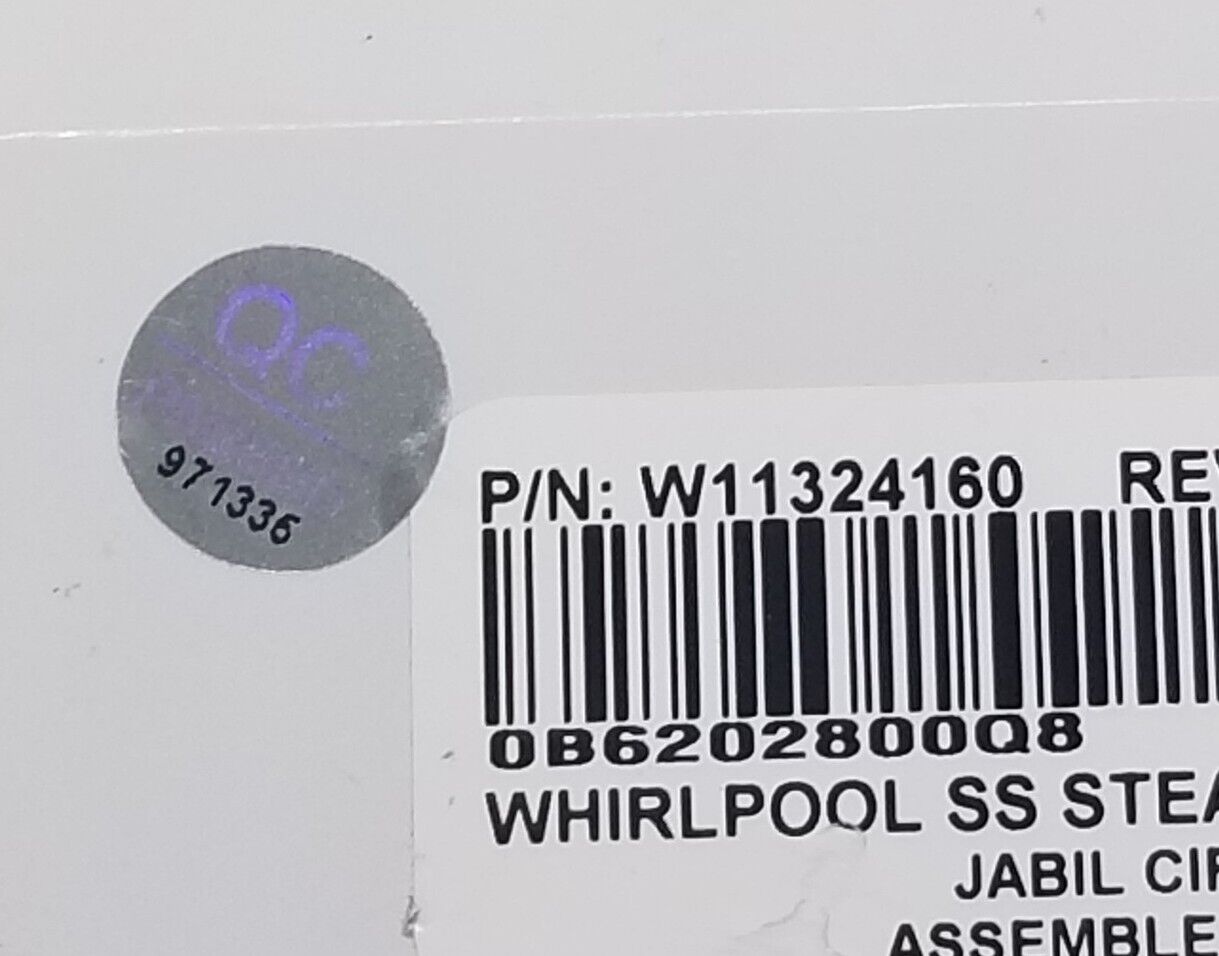 QC
971336
P/N: W11324160 REV
0B6202800Q8
WHIRLPOOL SS STEA
JABIL CIR
ASSEMBLE